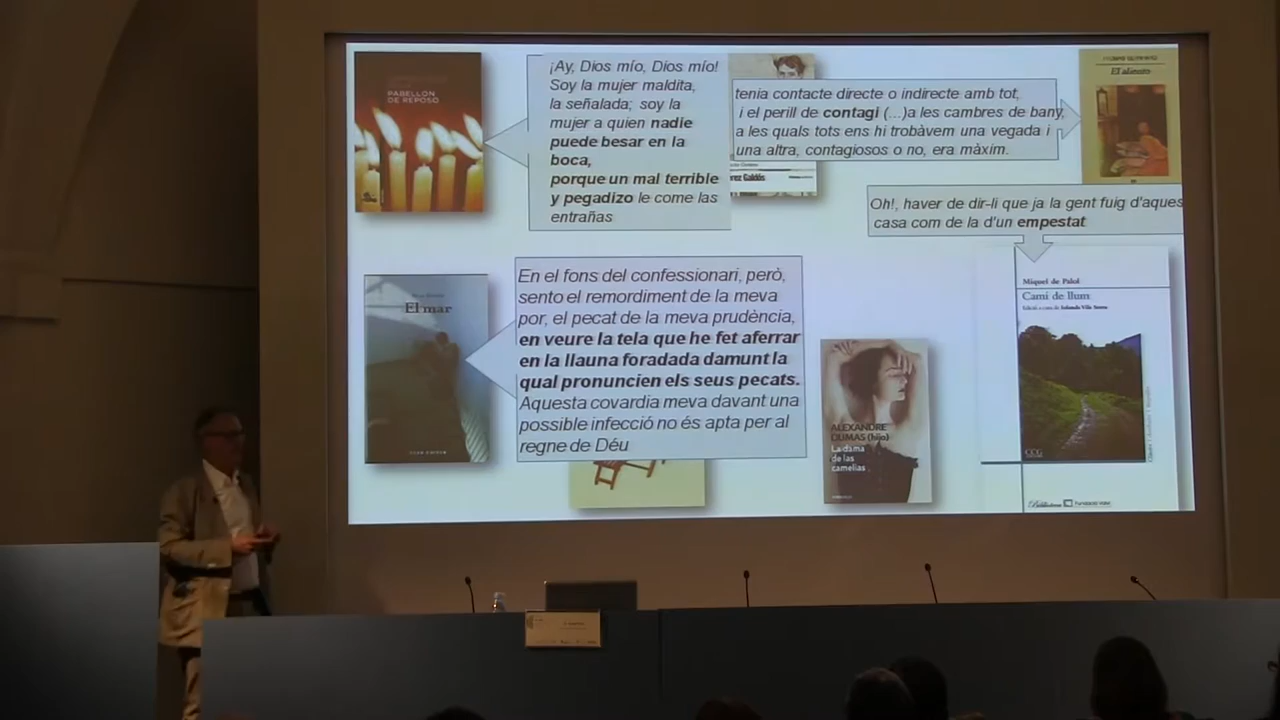 PABELLON
DE REPOSO
¡Ay, Dios mío, Dios mío!
Soy la mujer maldita,
la señalada; soy la
mujer a quien nadie
puede besar en la
boca,
porque un mal terrible
y pegadizo le come las
entrañas
rez Galdós
tenia contacte directe o indirecte amb tot,
i el perill de contagi (...)a les cambres de bany,
a les quals tots ens hi trobàvem una vegada i
una altra, contagiosos o no, era màxim.
El aliento
Oh!, haver de dir-li que ja la gent fuig d'aques
casa com de la d'un empestat
El mar
En el fons del confessionari, però,
sento el remordiment de la meva
por, el pecat de la meva prudència,
en veure la tela que he fet aferrar
en la llauna foradada damunt la
qual pronuncien els seus pecats.
Aquesta covardia meva davant una
possible infecció no és apta per al
regne de Déu
ALEXANDRE
DUMAS (hijo)
La dama
de las
camelias
Miquel de Palol
Camí de llum
CCG